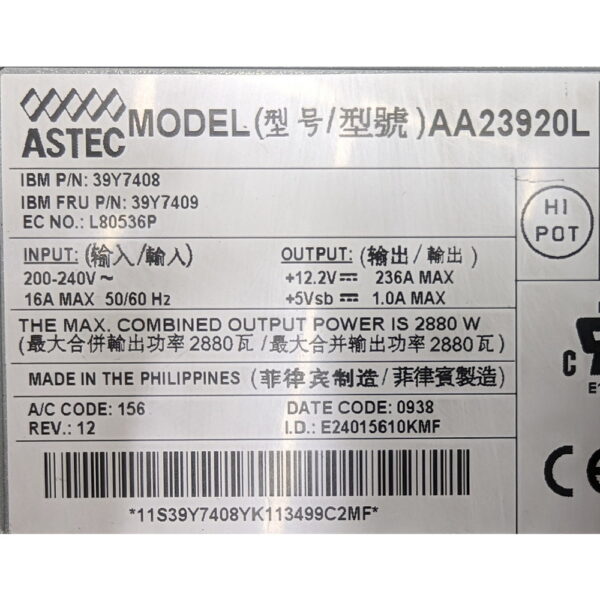 ASTEC MODEL(型号/型號)AA23920L
IBM P/N: 39Y7408
IBM FRU P/N: 39Y7409
EC NO.: L80536P
HI
POT
INPUT: (输入/輸入)
200-240V ~
16A MAX 50/60 Hz
OUTPUT: (输出/輸出)
+12.2V⎓ 236A MAX
+5Vsb ⎓ 1.0A MAX
THE MAX. COMBINED OUTPUT POWER IS 2880 W
(最大合併輸出功率2880瓦/最大合并输出功率2880瓦)
MADE IN THE PHILIPPINES (菲律宾制造/菲律賓製造)
A/C CODE: 156
REV.: 12
DATE CODE: 0938
I.D.: E24015610KMF
C
CE
*11S39Y7408YK113499C2MF*